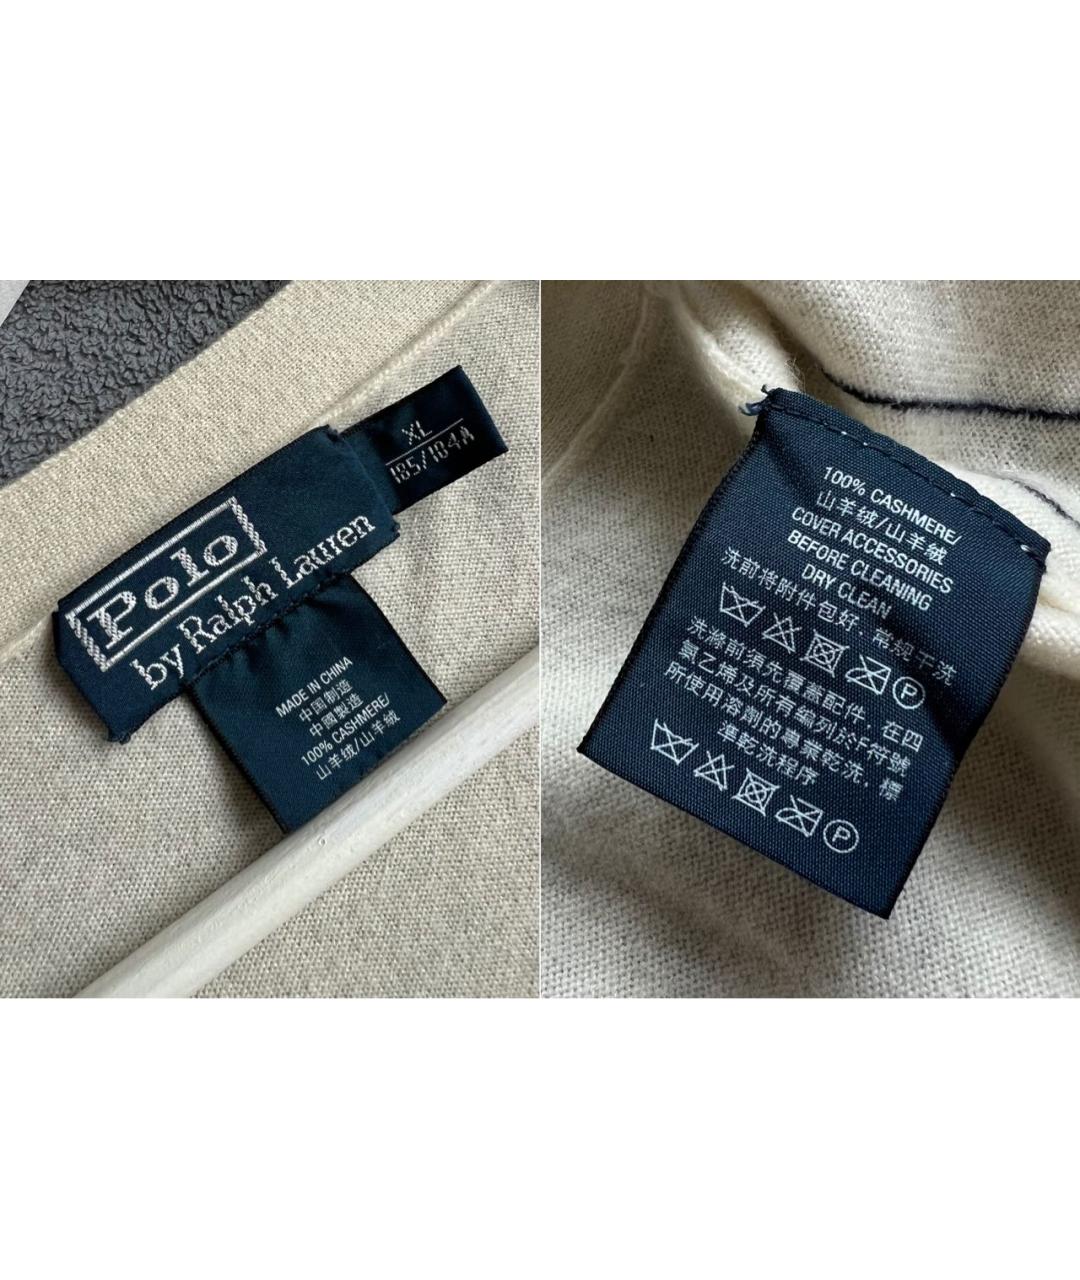 XL
185/104A
Polo
by Ralph Lauren
MADE IN CHINA
中国制造
中國製造
100% CASHMERE/
山羊绒/山羊絨
100% CASHMERE/
山羊绒/山羊絨
COVER ACCESSORIES
BEFORE CLEANING
DRY CLEAN
洗前将附件包好，常规干洗
P
洗滌前須先覆蓋配件，在四
氯乙烯及所有編列於F符號
所使用溶劑的專業乾洗，標
準乾洗程序
P